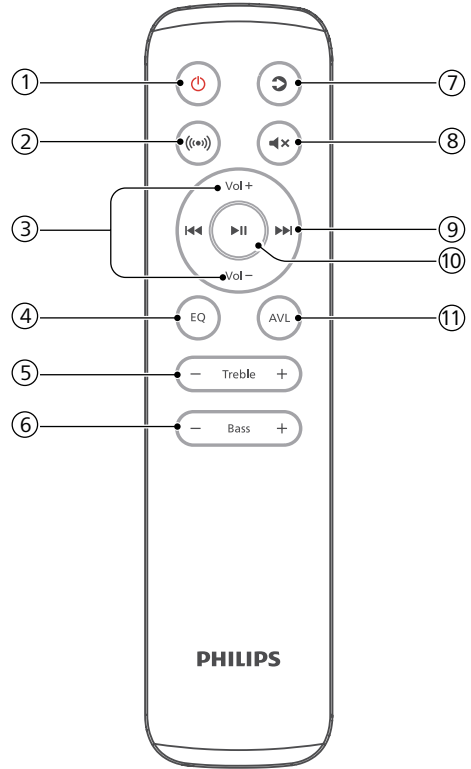 ① ⑦
② ⑧
Vol +
③ ⑨
⑩
Vol −
④ EQ AVL ⑪
⑤ − Treble +
⑥ − Bass +
PHILIPS